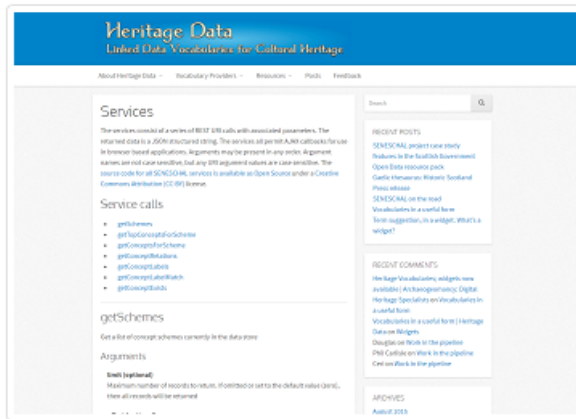 Heritage Data
Linked Data Vocabularies for Cultural Heritage
About Heritage Data Vocabulary Providers Resources Posts Feedback
Services
The services consist of a series of REST URI calls with associated parameters. The
returned data is a JSON structured string. The services all permit AJAX callbacks for use
in browser based applications. Arguments may be present in any order. Argument
names are not case sensitive, but any URI argument values are case sensitive. The
source code for all SENESCHAL services is available as Open Source under a Creative
Commons Attribution (CC BY) license.
Service calls
getSchemes
getTopConceptsForScheme
getConceptsForScheme
getConceptRelations
getConceptLabels
getConceptLabelMatch
getConceptExists
getSchemes
Get a list of concept schemes currently in the data store
Arguments
limit (optional)
Maximum number of records to return, if omitted or set to the default value (zero),
then all records will be returned
Search
RECENT POSTS
SENESCHAL project case study
features in the Scottish Government
Open Data resource pack
Gaelic thesaurus: Historic Scotland
Press release
SENESCHAL on the road
Vocabularies in a useful form
Term suggestion, in a widget. What's a
widget?
RECENT COMMENTS
Heritage Vocabularies, widgets now
available | Archaeogeomancy: Digital
Heritage Specialists on Vocabularies in
a useful form
Vocabularies in a useful form | Heritage
Data on Widgets
Douglas on Work in the pipeline
Phil Carlisle on Work in the pipeline
Ceri on Work in the pipeline
ARCHIVES
August 2015